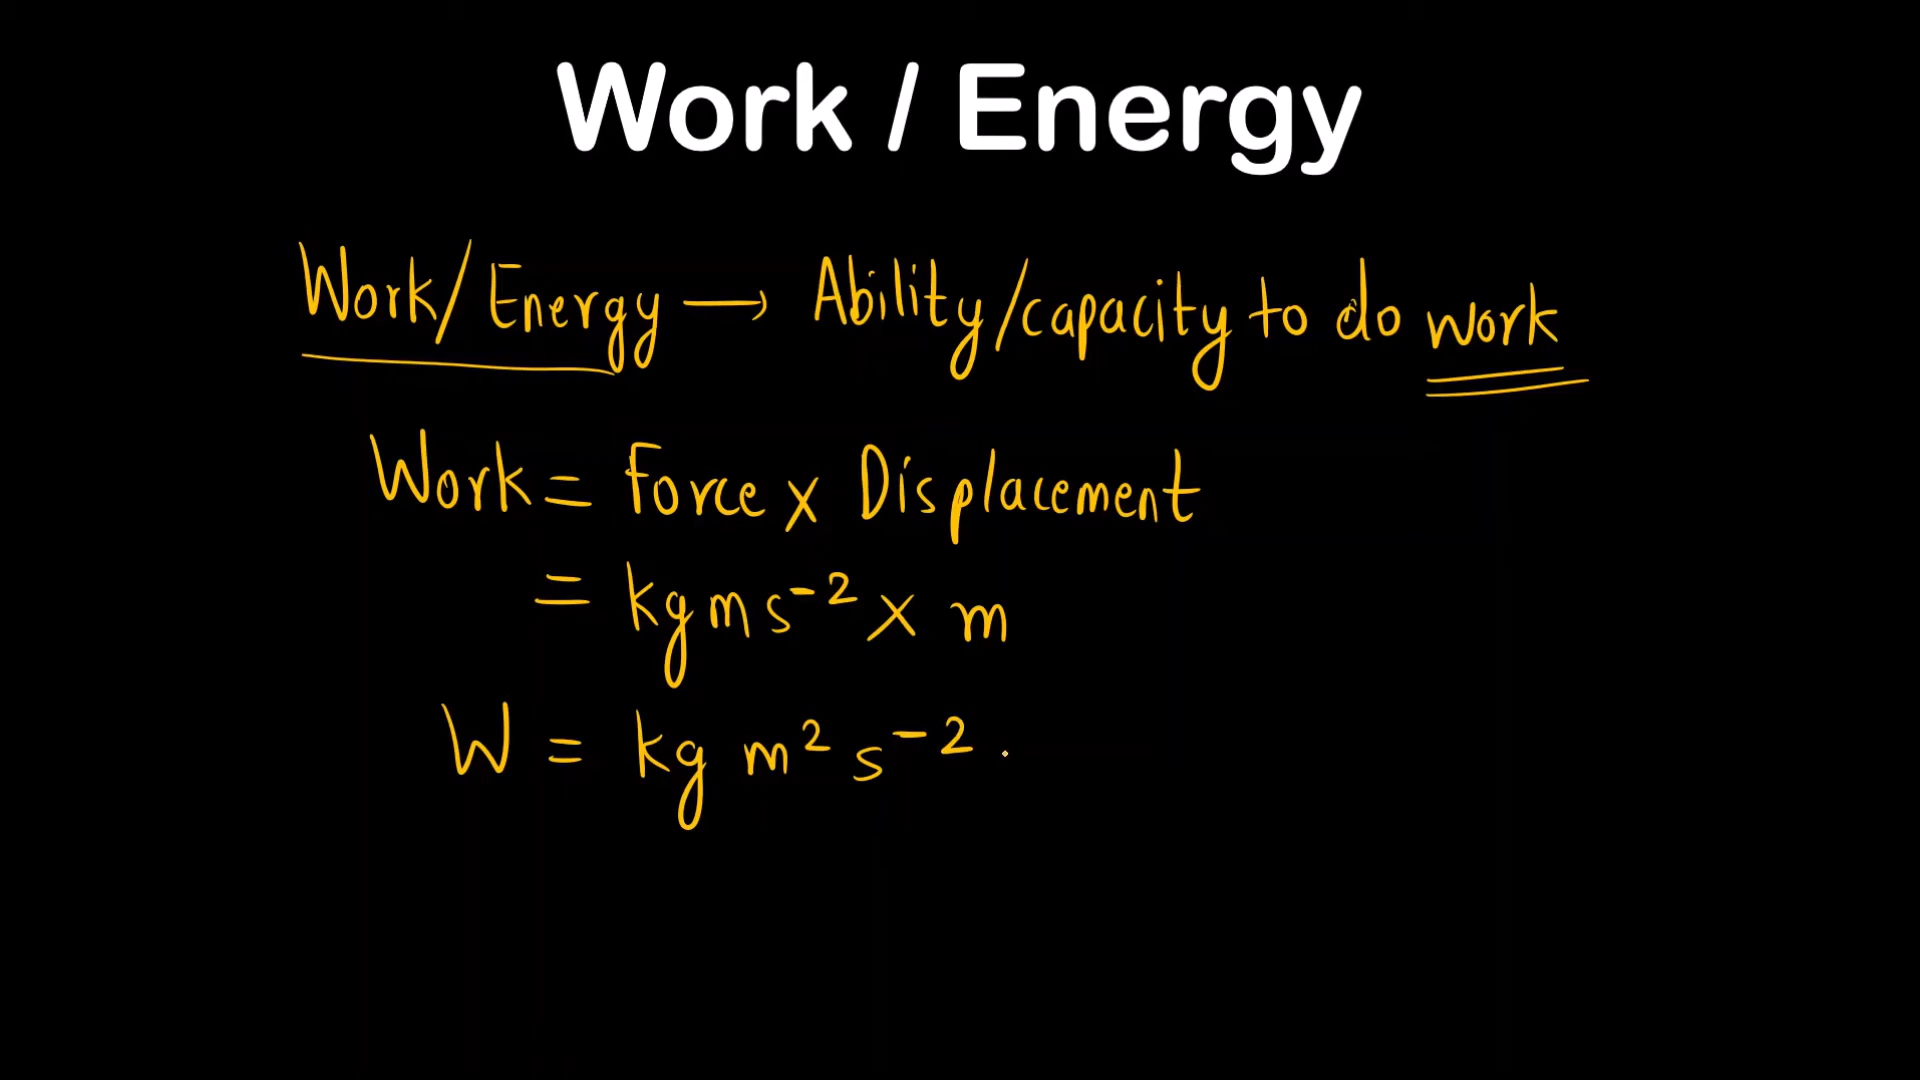 Work / Energy
Work/Energy → Ability/capacity to do work
Work = Force x Displacement
= kg m s⁻² x m
W = kg m² s⁻² .